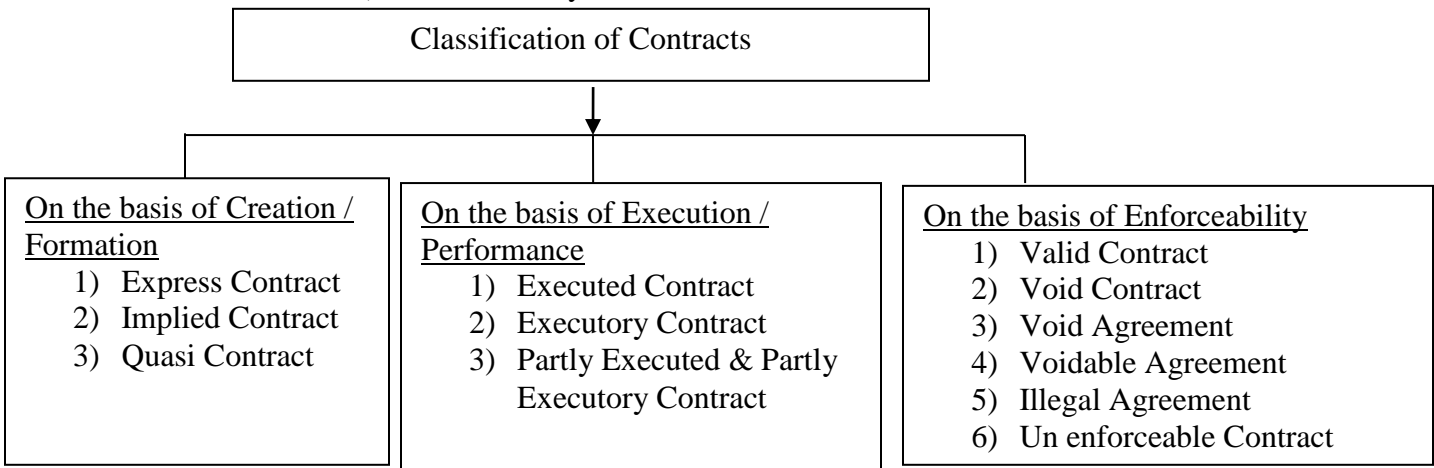 Classification of Contracts
On the basis of Creation /
Formation
1) Express Contract
2) Implied Contract
3) Quasi Contract
On the basis of Execution /
Performance
1) Executed Contract
2) Executory Contract
3) Partly Executed & Partly
Executory Contract
On the basis of Enforceability
1) Valid Contract
2) Void Contract
3) Void Agreement
4) Voidable Agreement
5) Illegal Agreement
6) Un enforceable Contract